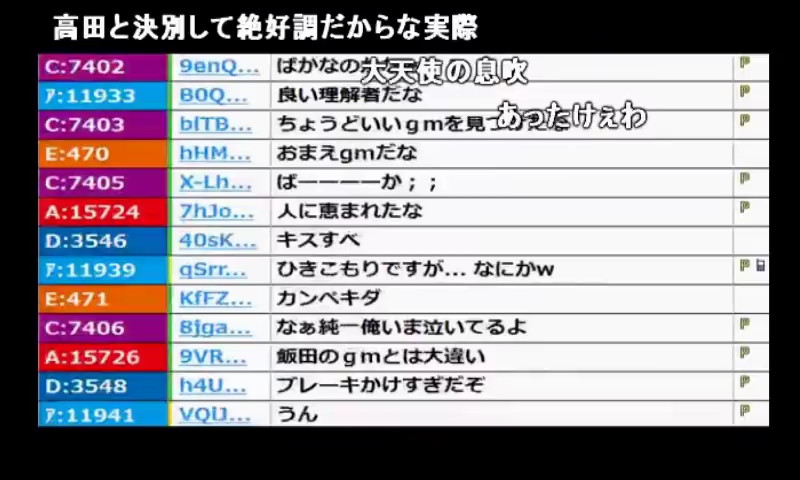 高田と決別して絶好調だからな実際
C:7402 9enQ... ばかなの
大天使の息吹
ｱ:11933 B0Q... 良い理解者だな
C:7403 blTB... ちょうどいいｇｍを見つ
あったけぇわ
E:470 hHM... おまえgmだな
C:7405 X-Lh... ばーーーーか；；
A:15724 7hJo... 人に恵まれたな
D:3546 40sK... キスすべ
ｱ:11939 qSrr... ひきこもりですが... なにかw
E:471 KfFZ... カンペキダ
C:7406 8jga... なぁ純一俺いま泣いてるよ
A:15726 9VR... 飯田のｇｍとは大違い
D:3548 h4U... ブレーキかけすぎだぞ
ｱ:11941 VQlJ... うん